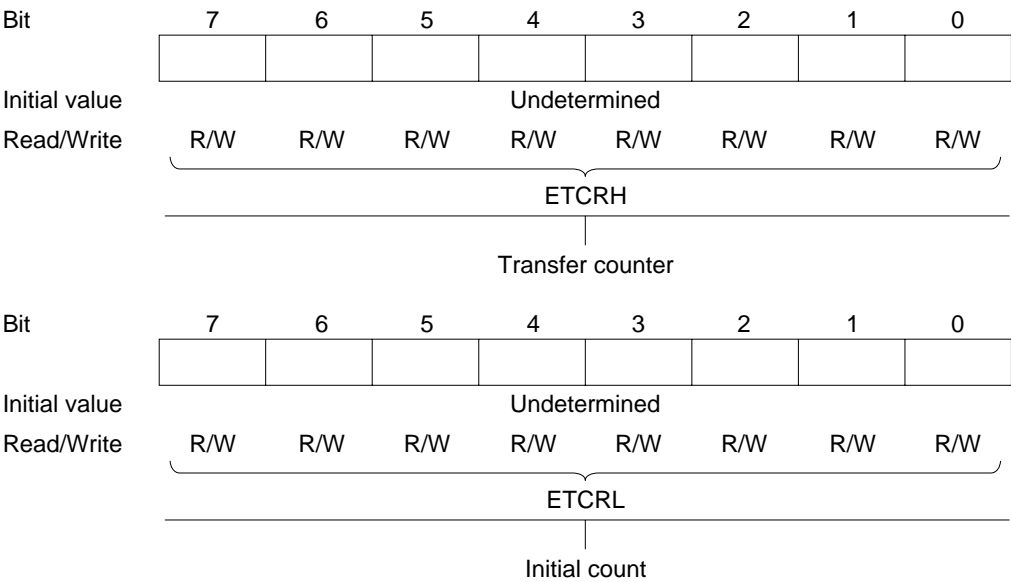 Bit 7 6 5 4 3 2 1 0
Initial value Undetermined
Read/Write R/W R/W R/W R/W R/W R/W R/W R/W
ETCRH
Transfer counter
Bit 7 6 5 4 3 2 1 0
Initial value Undetermined
Read/Write R/W R/W R/W R/W R/W R/W R/W R/W
ETCRL
Initial count